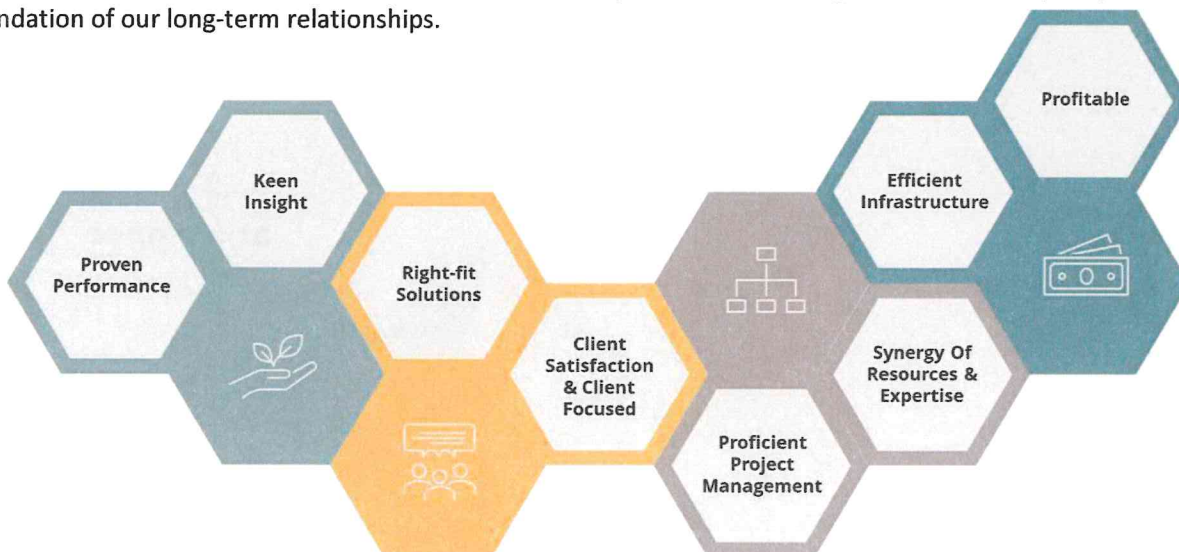 ndation of our long-term relationships.
Proven
Performance
Keen
Insight
Right-fit
Solutions
Client
Satisfaction
& Client
Focused
Proficient
Project
Management
Synergy Of
Resources &
Expertise
Efficient
Infrastructure
Profitable